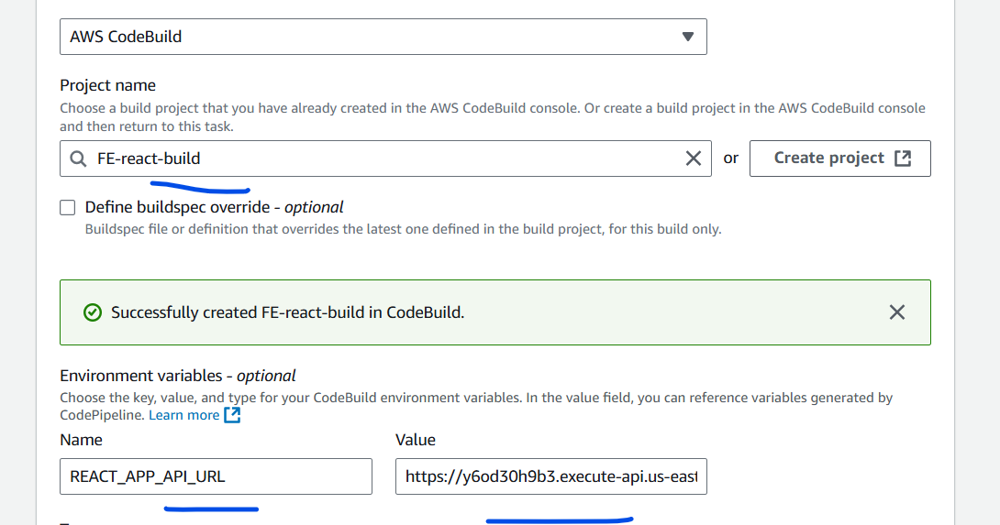 AWS CodeBuild
Project name
Choose a build project that you have already created in the AWS CodeBuild console. Or create a build project in the AWS CodeBuild console
and then return to this task.
FE-react-build
or
Create project
Define buildspec override - optional
Buildspec file or definition that overrides the latest one defined in the build project, for this build only.
Successfully created FE-react-build in CodeBuild.
Environment variables - optional
Choose the key, value, and type for your CodeBuild environment variables. In the value field, you can reference variables generated by
CodePipeline. Learn more
Name
Value
REACT_APP_API_URL
https://y6od30h9b3.execute-api.us-east